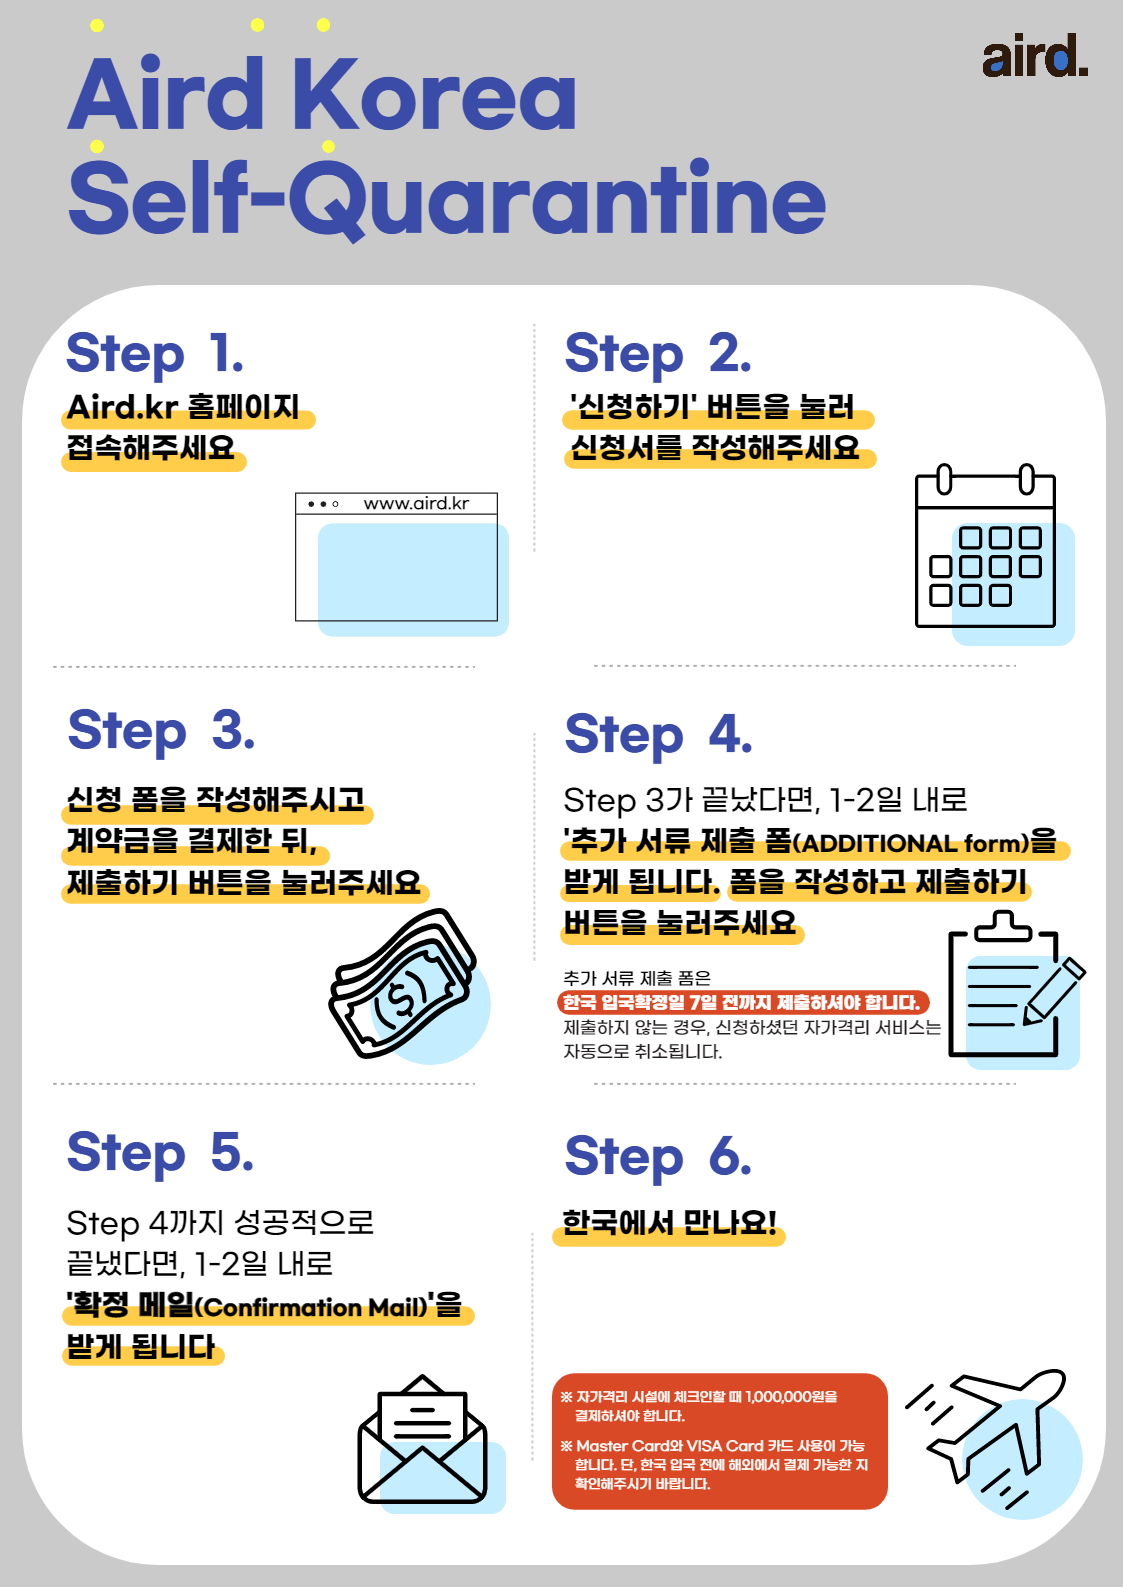 Aird Korea
Self-Quarantine
aird.
Step 1.
Aird.kr 홈페이지
접속해주세요
www.aird.kr
Step 2.
'신청하기' 버튼을 눌러
신청서를 작성해주세요
Step 3.
신청 폼을 작성해주시고
계약금을 결제한 뒤,
제출하기 버튼을 눌러주세요
Step 4.
Step 3가 끝났다면, 1-2일 내로
'추가 서류 제출 폼(ADDITIONAL form)을
받게 됩니다. 폼을 작성하고 제출하기
버튼을 눌러주세요
추가 서류 제출 폼은
한국 입국확정일 7일 전까지 제출하셔야 합니다.
제출하지 않는 경우, 신청하셨던 자가격리 서비스는
자동으로 취소됩니다.
Step 5.
Step 4까지 성공적으로
끝냈다면, 1-2일 내로
'확정 메일(Confirmation Mail)'을
받게 됩니다
Step 6.
한국에서 만나요!
※ 자가격리 시설에 체크인할 때 1,000,000원을
결제하셔야 합니다.
※ Master Card와 VISA Card 카드 사용이 가능
합니다. 단, 한국 입국 전에 해외에서 결제 가능한 지
확인해주시기 바랍니다.